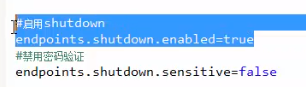 #启用shutdown
endpoints.shutdown.enabled=true
#禁用密码验证
endpoints.shutdown.sensitive=false